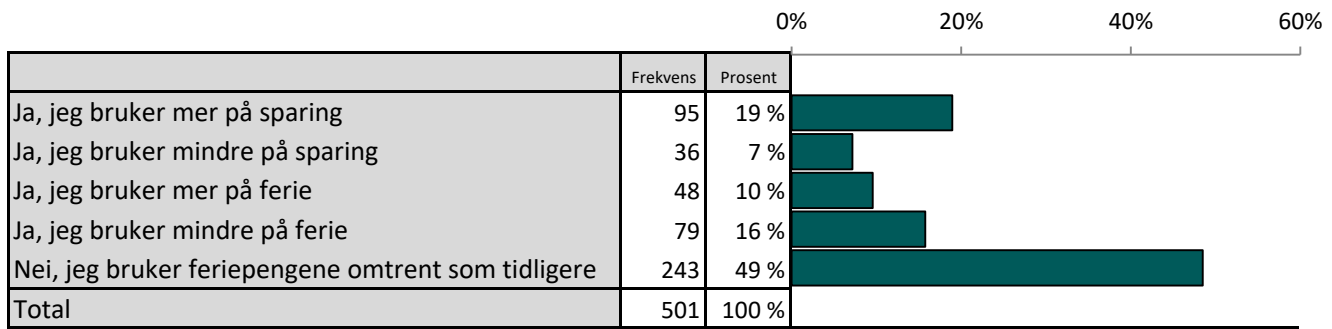 0% 20% 40% 60%
Frekvens Prosent
Ja, jeg bruker mer på sparing 95 19 %
Ja, jeg bruker mindre på sparing 36 7 %
Ja, jeg bruker mer på ferie 48 10 %
Ja, jeg bruker mindre på ferie 79 16 %
Nei, jeg bruker feriepengene omtrent som tidligere 243 49 %
Total 501 100 %